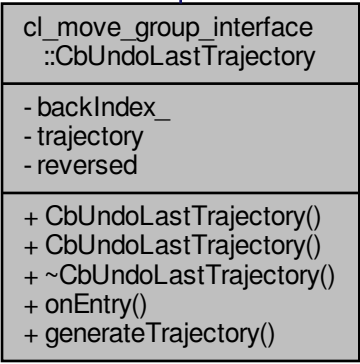 cl_move_group_interface
::CbUndoLastTrajectory
- backIndex_
- trajectory
- reversed
+ CbUndoLastTrajectory()
+ CbUndoLastTrajectory()
+ ~CbUndoLastTrajectory()
+ onEntry()
+ generateTrajectory()